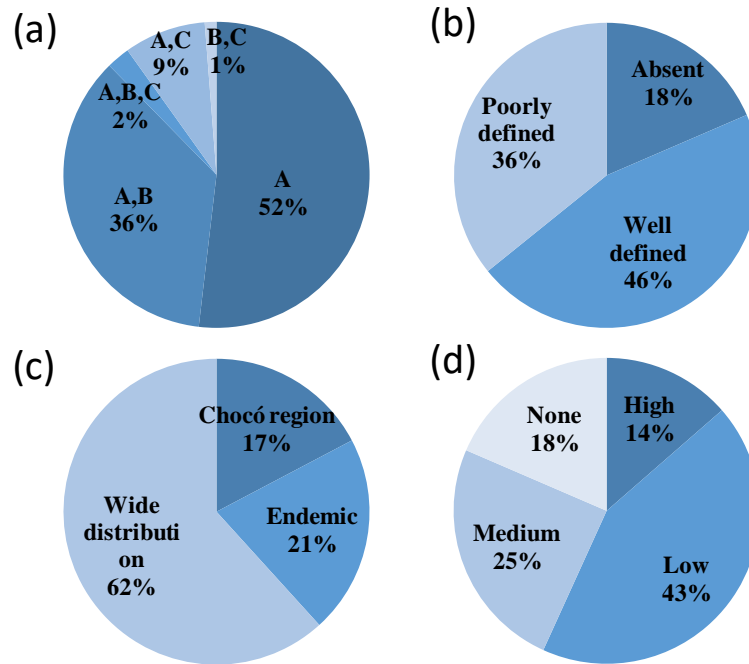 (a)
A,C
9%
B,C
1%
A,B,C
2%
A,B
36%
A
52%
(b)
Absent
18%
Poorly
defined
36%
Well
defined
46%
(c)
Chocó region
17%
Endemic
21%
Wide
distributi
on
62%
(d)
None
18%
High
14%
Medium
25%
Low
43%